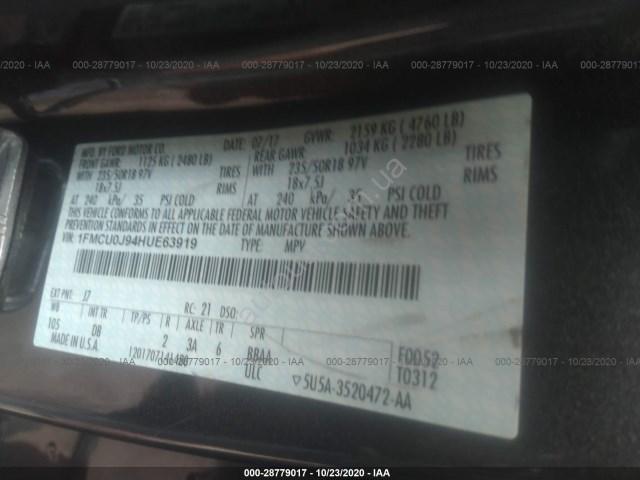 000-28779017 - 10/23/2020 - IAA
MFD. BY FORD MOTOR CO.
DATE: 07/17
GVWR: 2159 KG ( 4760 LB)
FRONT GAWR: 1125 KG ( 2480 LB)
REAR GAWR 1034 KG ( 2280 LB)
WITH 235/50R18 97V TIRES
WITH 235/50R18 97V TIRES
18x7.5J RIMS
18x7.5J RIMS
AT 240 kPa/ 35 PSI COLD
AT 240 kPa/ 35 PSI COLD
THIS VEHICLE CONFORMS TO ALL APPLICABLE FEDERAL MOTOR VEHICLE SAFETY AND THEFT
PREVENTION STANDARDS IN EFFECT ON THE DATE OF MANUFACTURE SHOWN ABOVE.
VIN: 1FMCU0J94HUE63919
TYPE: MPV
EXT PNT: J7
RC: 21 DSO:
WB INT TR TP/PS R AXLE TR SPR
105 DB 2 3A 6 BBAA
MADE IN U.S.A.
ULC
F0052
T0312
5U5A-3520472-AA
000-28779017 - 10/23/2020 - IAA